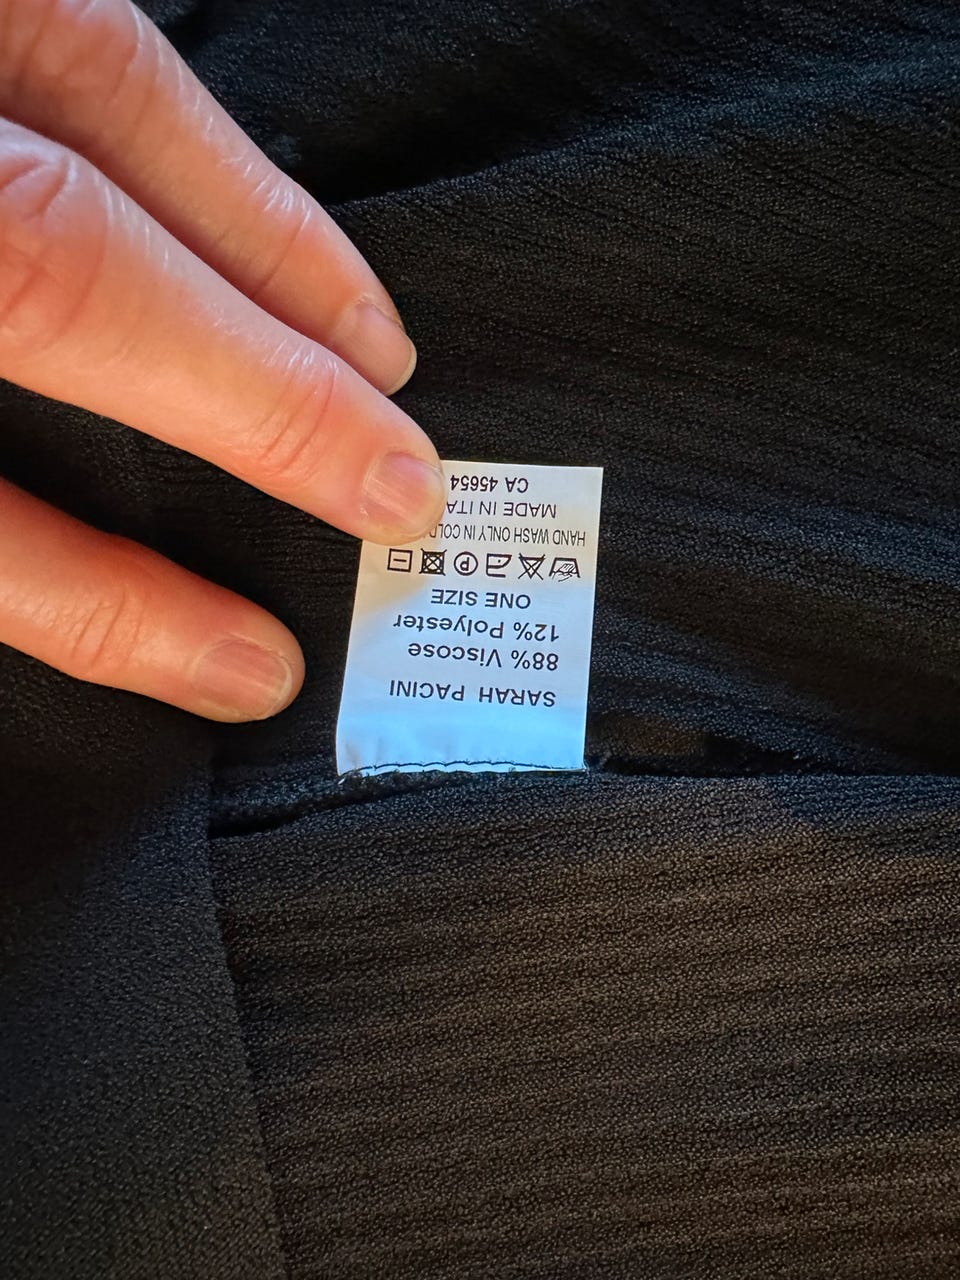 SARAH PACINI
88% Viscose
12% Polyester
ONE SIZE
P
HAND WASH ONLY IN
MADE IN
CA 45654